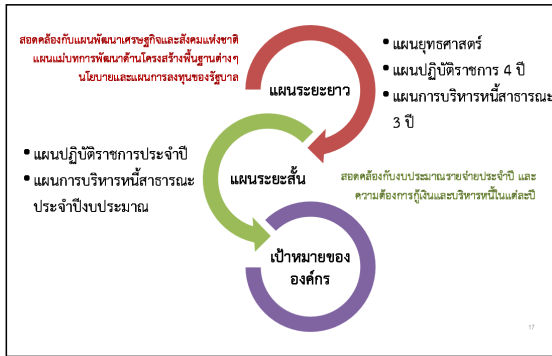 สอดคล้องกับแผนพัฒนาเศรษฐกิจและสังคมแห่งชาติ
แผนแม่บทการพัฒนาด้านโครงสร้างพื้นฐานต่างๆ
นโยบายและแผนการลงทุนของรัฐบาล
แผนระยะยาว
• แผนยุทธศาสตร์
• แผนปฏิบัติราชการ 4 ปี
• แผนการบริหารหนี้สาธารณะ
3 ปี
• แผนปฏิบัติราชการประจำปี
• แผนการบริหารหนี้สาธารณะ
ประจำปีงบประมาณ
แผนระยะสั้น
สอดคล้องกับงบประมาณรายจ่ายประจำปี และ
ความต้องการกู้เงินและบริหารหนี้ในแต่ละปี
เป้าหมายของ
องค์กร
17